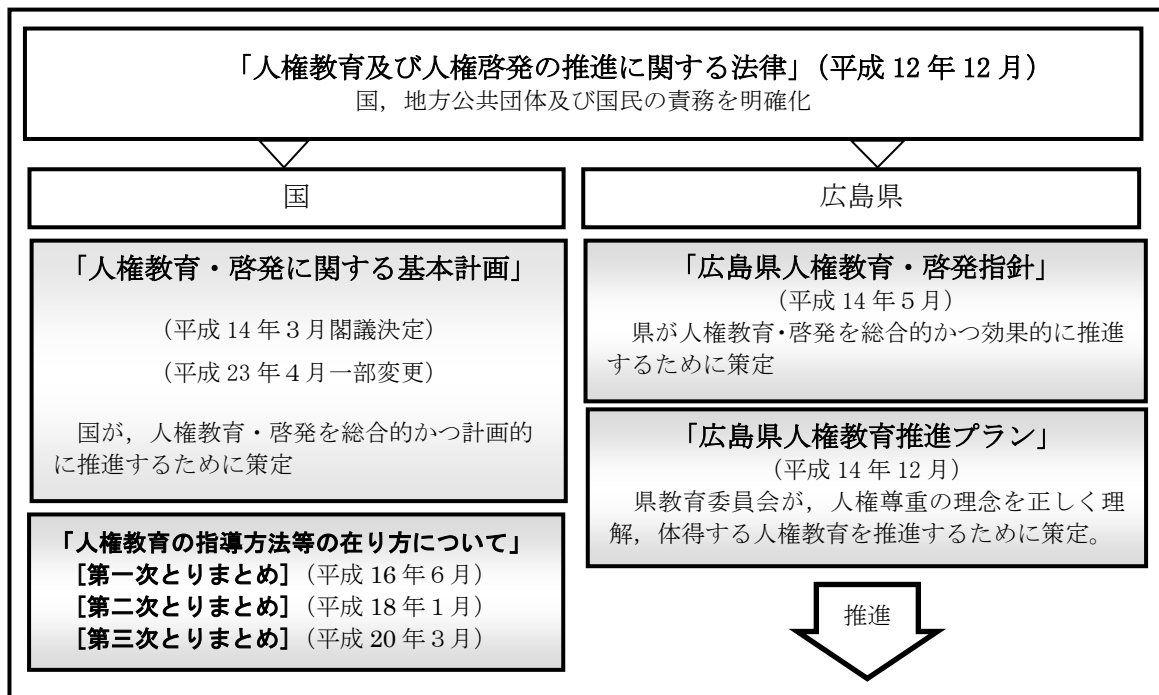 「人権教育及び人権啓発の推進に関する法律」（平成 12 年 12 月）
国，地方公共団体及び国民の責務を明確化
国
「人権教育・啓発に関する基本計画」
（平成 14 年３月閣議決定）
（平成 23 年４月一部変更）
国が，人権教育・啓発を総合的かつ計画的
に推進するために策定
「人権教育の指導方法等の在り方について」
［第一次とりまとめ］（平成 16 年６月）
［第二次とりまとめ］（平成 18 年１月）
［第三次とりまとめ］（平成 20 年３月）
広島県
「広島県人権教育・啓発指針」
（平成 14 年５月）
県が人権教育・啓発を総合的かつ効果的に推進
するために策定
「広島県人権教育推進プラン」
（平成 14 年 12 月）
県教育委員会が，人権尊重の理念を正しく理
解，体得する人権教育を推進するために策定。
推進